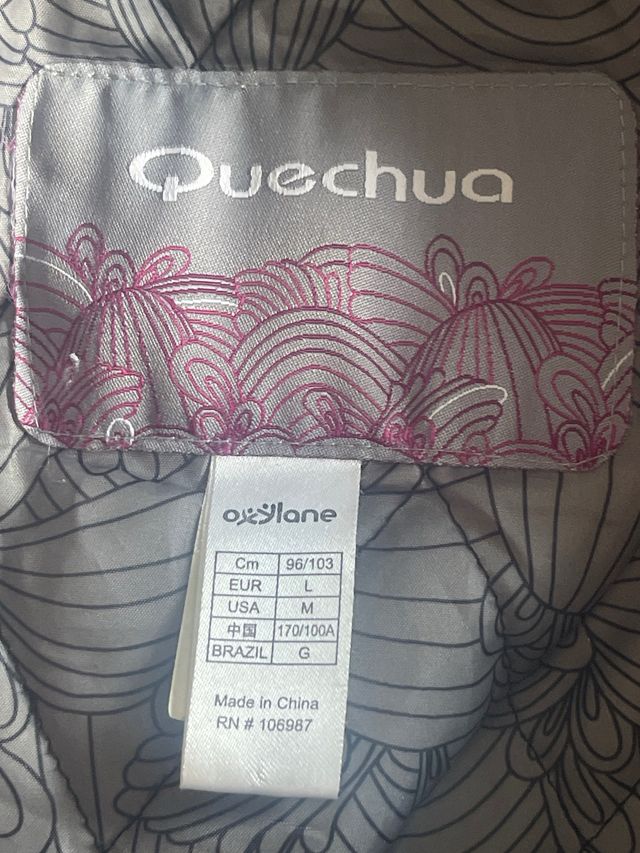 Quechua
oxylane
Cm 96/103
EUR L
USA M
中国 170/100A
BRAZIL G
Made in China
RN # 106987